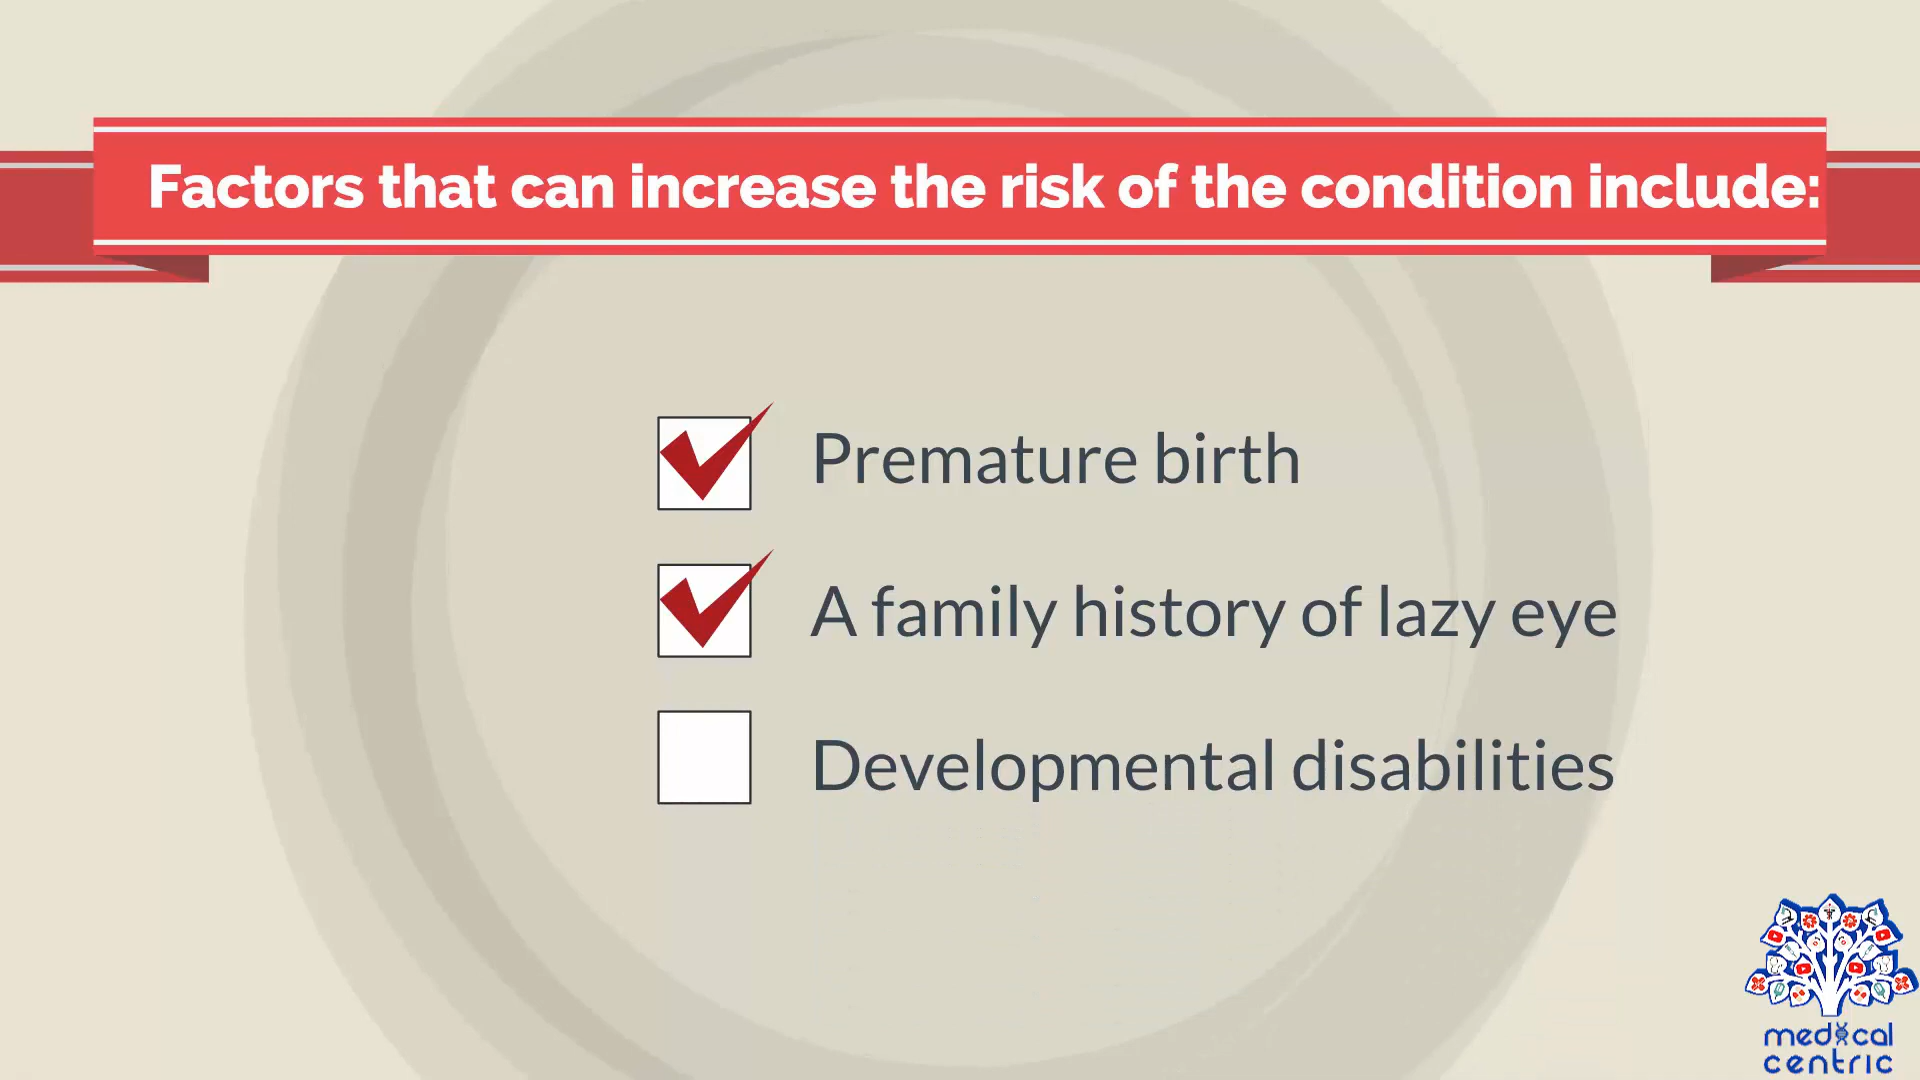 Factors that can increase the risk of the condition include:
Premature birth
A family history of lazy eye
Developmental disabilities
medical
centric